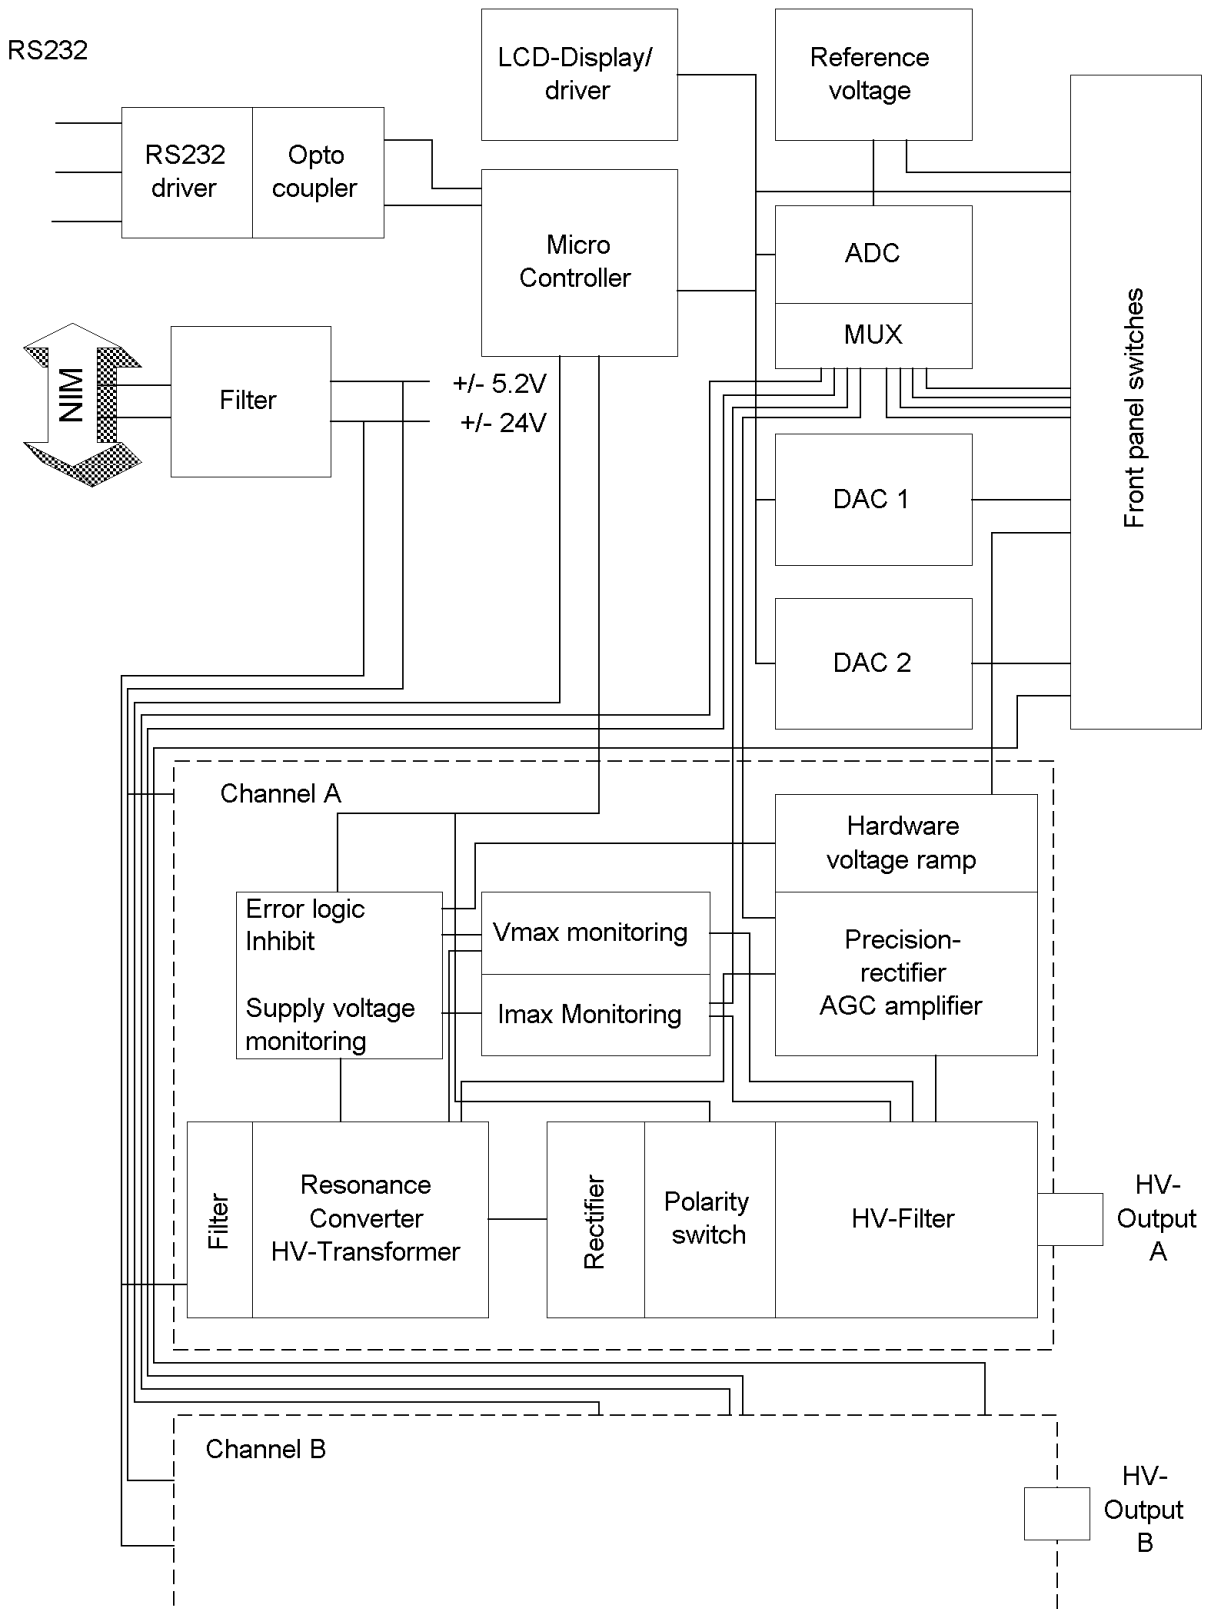 RS232
LCD-Display/
driver
Reference
voltage
RS232
driver
Opto
coupler
Micro
Controller
ADC
MUX
NIM
Filter
+/- 5.2V
+/- 24V
DAC 1
DAC 2
Front panel switches
Channel A
Hardware
voltage ramp
Error logic
Inhibit
Supply voltage
monitoring
Vmax monitoring
Imax Monitoring
Precision-
rectifier
AGC amplifier
Filter
Resonance
Converter
HV-Transformer
Rectifier
Polarity
switch
HV-Filter
HV-
Output
A
Channel B
HV-
Output
B